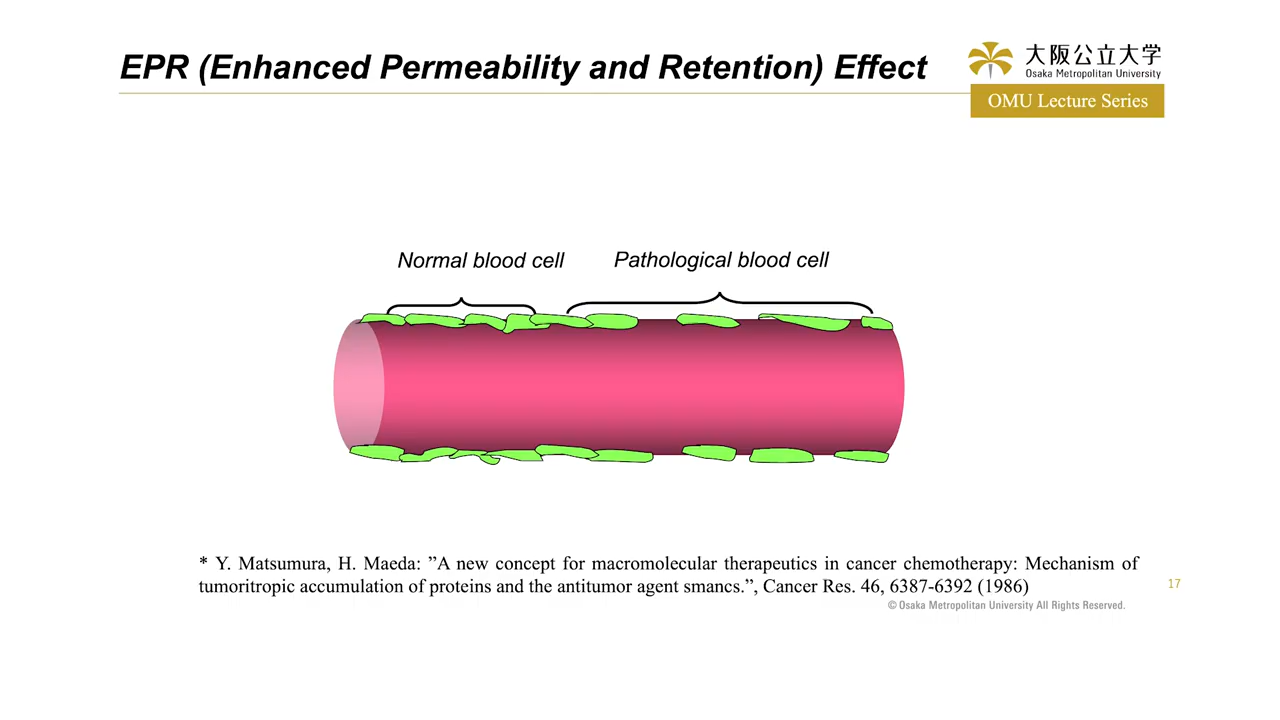 EPR (Enhanced Permeability and Retention) Effect
大阪公立大学
Osaka Metropolitan University
OMU Lecture Series
Normal blood cell
Pathological blood cell
* Y. Matsumura, H. Maeda: ”A new concept for macromolecular therapeutics in cancer chemotherapy: Mechanism of
tumoritropic accumulation of proteins and the antitumor agent smancs.”, Cancer Res. 46, 6387-6392 (1986)
17
© Osaka Metropolitan University All Rights Reserved.